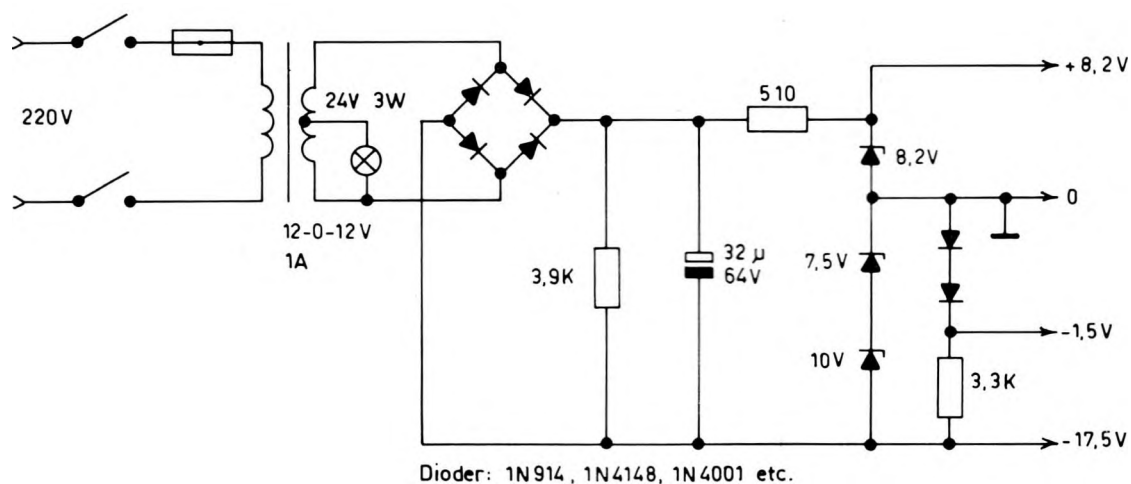 220V
24V 3W
12-0-12V
1A
3,9K
32 µ
64V
510
8,2V
7,5V
10V
3,3K
+8,2V
0
-1,5V
-17,5V
Dioder: 1N914, 1N4148, 1N4001 etc.